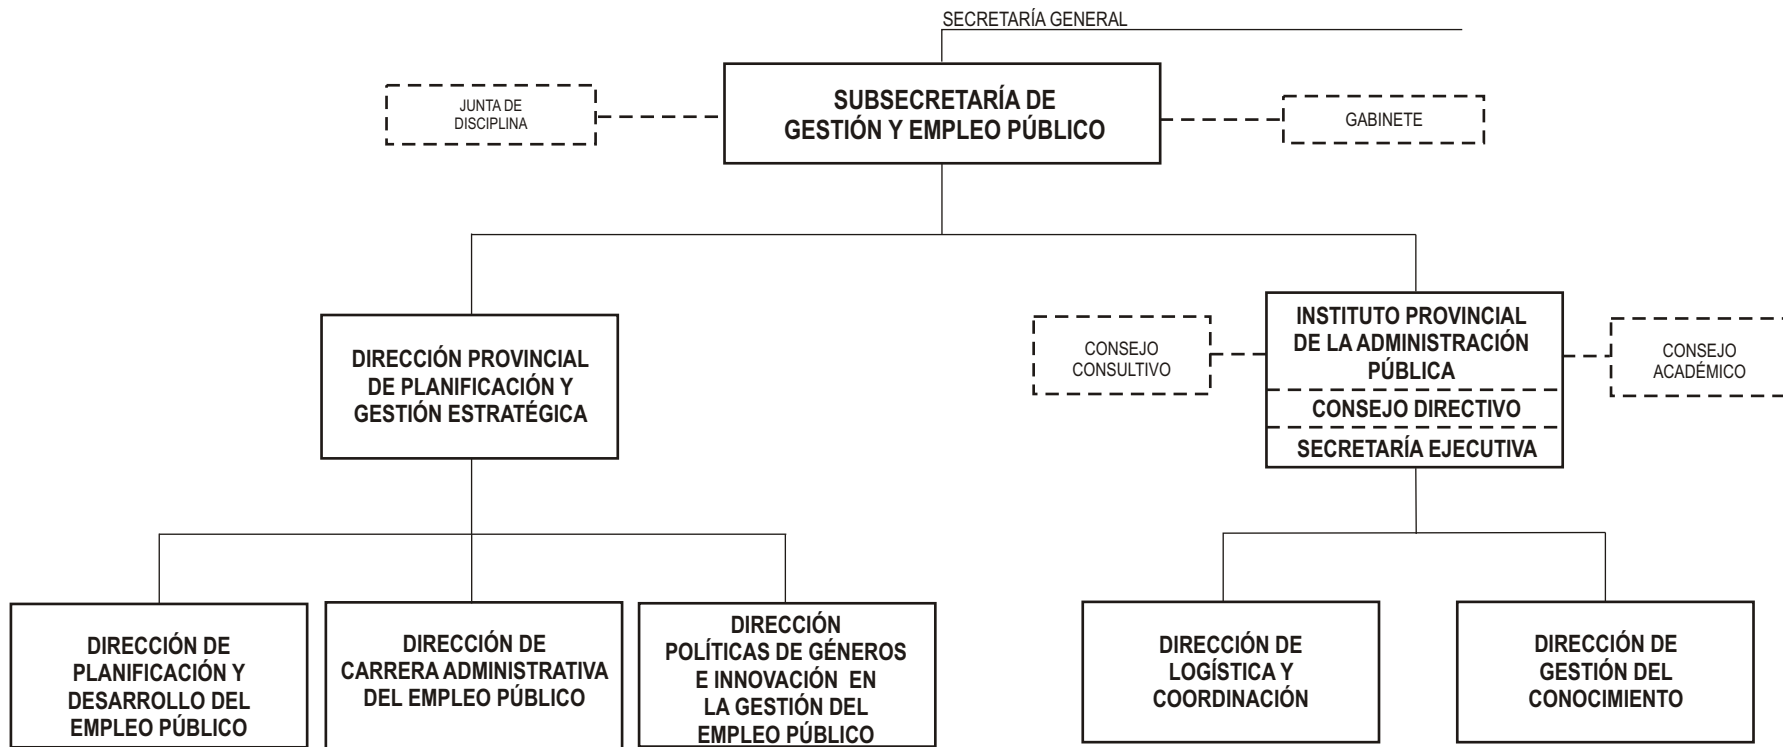 SECRETARÍA GENERAL
SUBSECRETARÍA DE
GESTIÓN Y EMPLEO PÚBLICO
JUNTA DE
DISCIPLINA
GABINETE
DIRECCIÓN PROVINCIAL
DE PLANIFICACIÓN Y
GESTIÓN ESTRATÉGICA
CONSEJO
CONSULTIVO
INSTITUTO PROVINCIAL
DE LA ADMINISTRACIÓN
PÚBLICA
CONSEJO DIRECTIVO
SECRETARÍA EJECUTIVA
CONSEJO
ACADÉMICO
DIRECCIÓN DE
PLANIFICACIÓN Y
DESARROLLO DEL
EMPLEO PÚBLICO
DIRECCIÓN DE
CARRERA ADMINISTRATIVA
DEL EMPLEO PÚBLICO
DIRECCIÓN
POLÍTICAS DE GÉNEROS
E INNOVACIÓN EN
LA GESTIÓN DEL
EMPLEO PÚBLICO
DIRECCIÓN DE
LOGÍSTICA Y
COORDINACIÓN
DIRECCIÓN DE
GESTIÓN DEL
CONOCIMIENTO